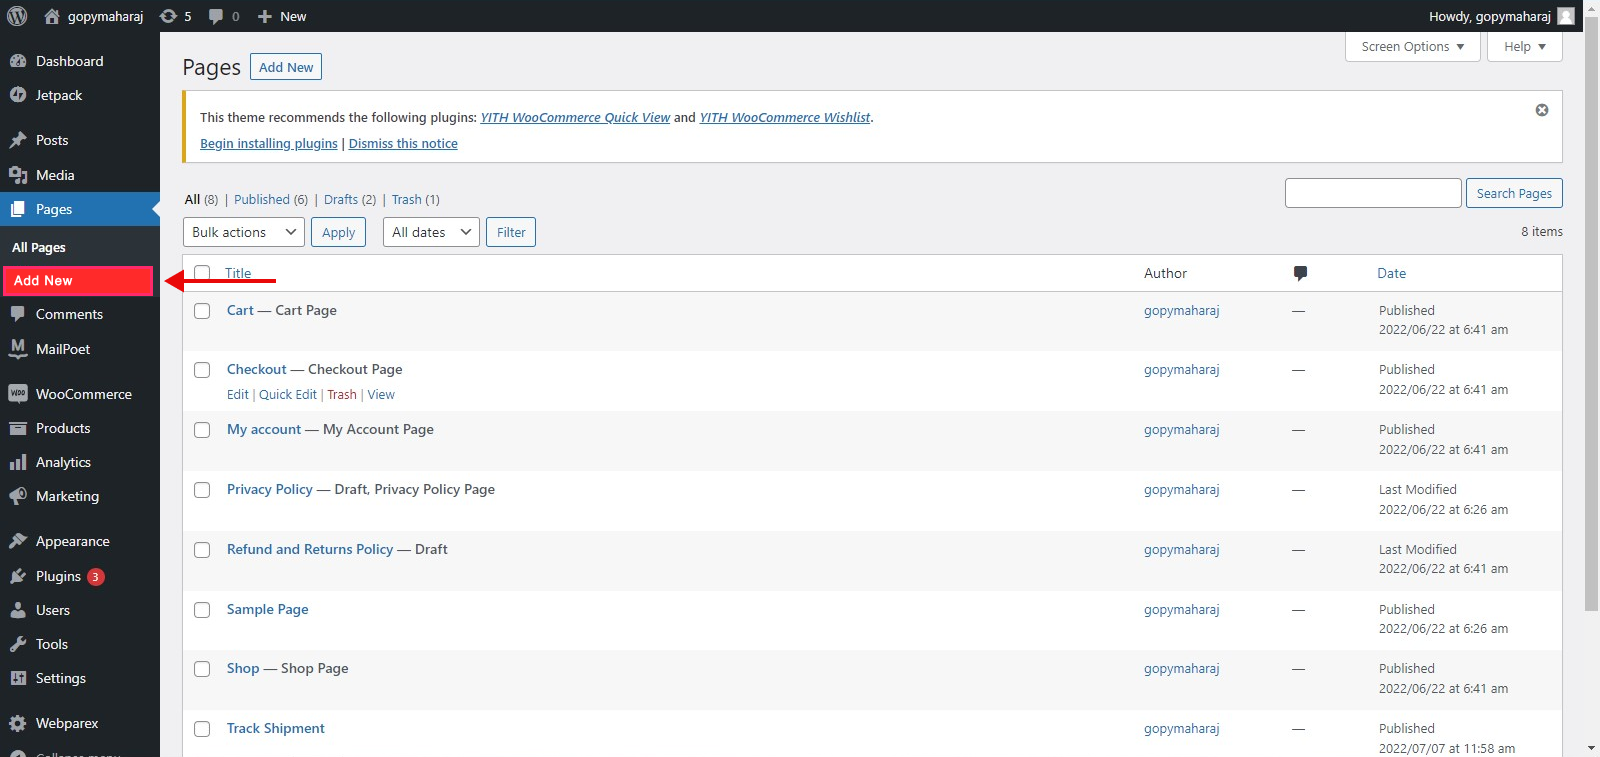 gopymaharaj 5 0 New Howdy, gopymaharaj
Dashboard
Jetpack
Posts
Media
Pages
All Pages
Add New
Comments
MailPoet
WooCommerce
Products
Analytics
Marketing
Appearance
Plugins 3
Users
Tools
Settings
Webparex
Collapse menu
Screen Options Help
Pages Add New
This theme recommends the following plugins: YITH WooCommerce Quick View and YITH WooCommerce Wishlist.
Begin installing plugins | Dismiss this notice
All (8) | Published (6) | Drafts (2) | Trash (1)
Search Pages
Bulk actions Apply All dates Filter 8 items
Title Author Date
Cart — Cart Page gopymaharaj — Published
2022/06/22 at 6:41 am
Checkout — Checkout Page gopymaharaj — Published
2022/06/22 at 6:41 am
Edit | Quick Edit | Trash | View
My account — My Account Page gopymaharaj — Published
2022/06/22 at 6:41 am
Privacy Policy — Draft, Privacy Policy Page gopymaharaj — Last Modified
2022/06/22 at 6:26 am
Refund and Returns Policy — Draft gopymaharaj — Last Modified
2022/06/22 at 6:41 am
Sample Page gopymaharaj — Published
2022/06/22 at 6:26 am
Shop — Shop Page gopymaharaj — Published
2022/06/22 at 6:41 am
Track Shipment gopymaharaj — Published
2022/07/07 at 11:58 am